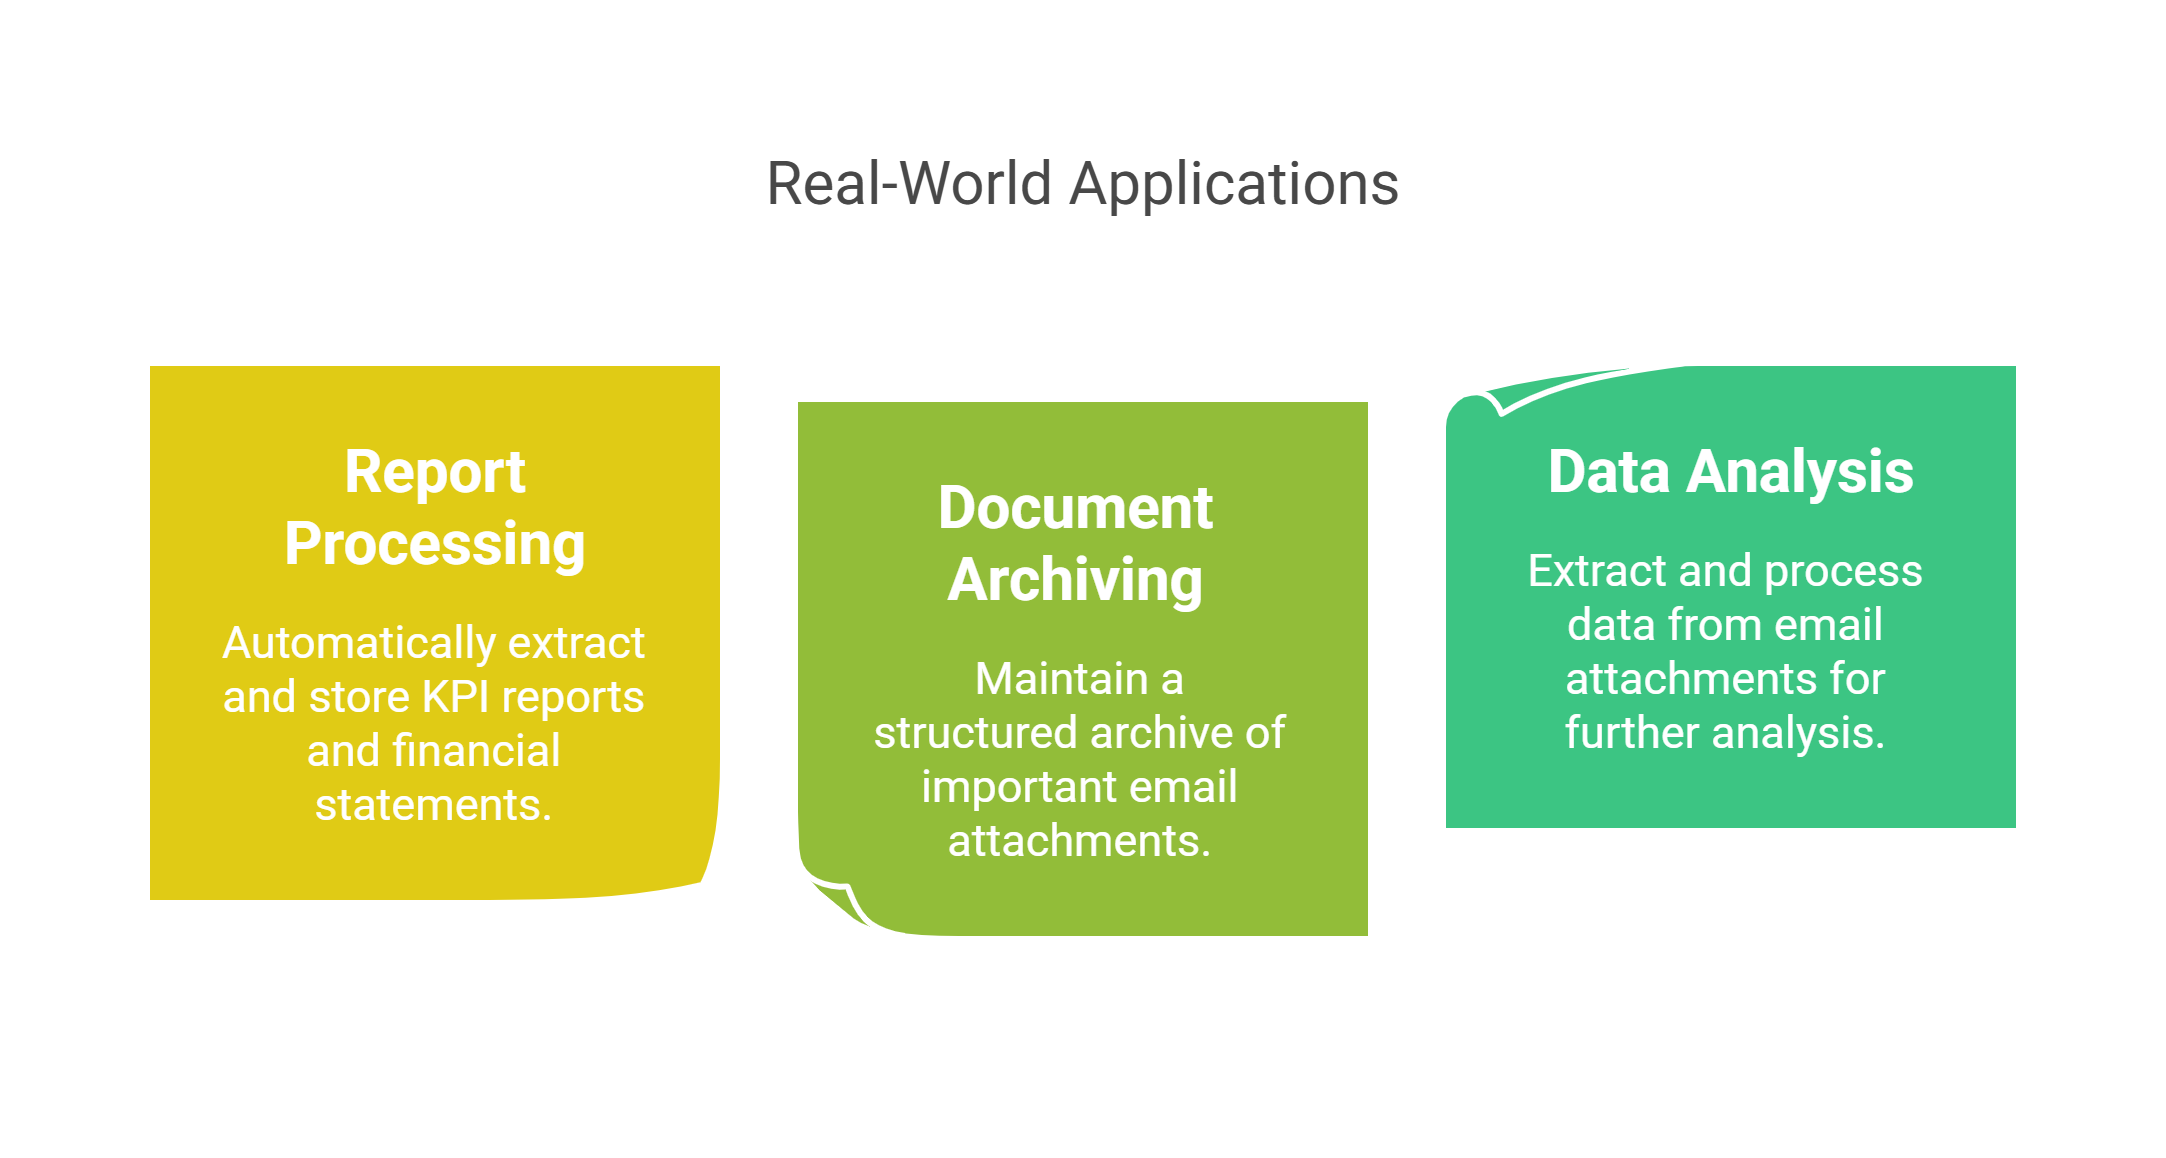 Real-World Applications
Report
Processing
Automatically extract
and store KPI reports
and financial
statements.
Document
Archiving
Maintain a
structured archive of
important email
attachments.
Data Analysis
Extract and process
data from email
attachments for
further analysis.